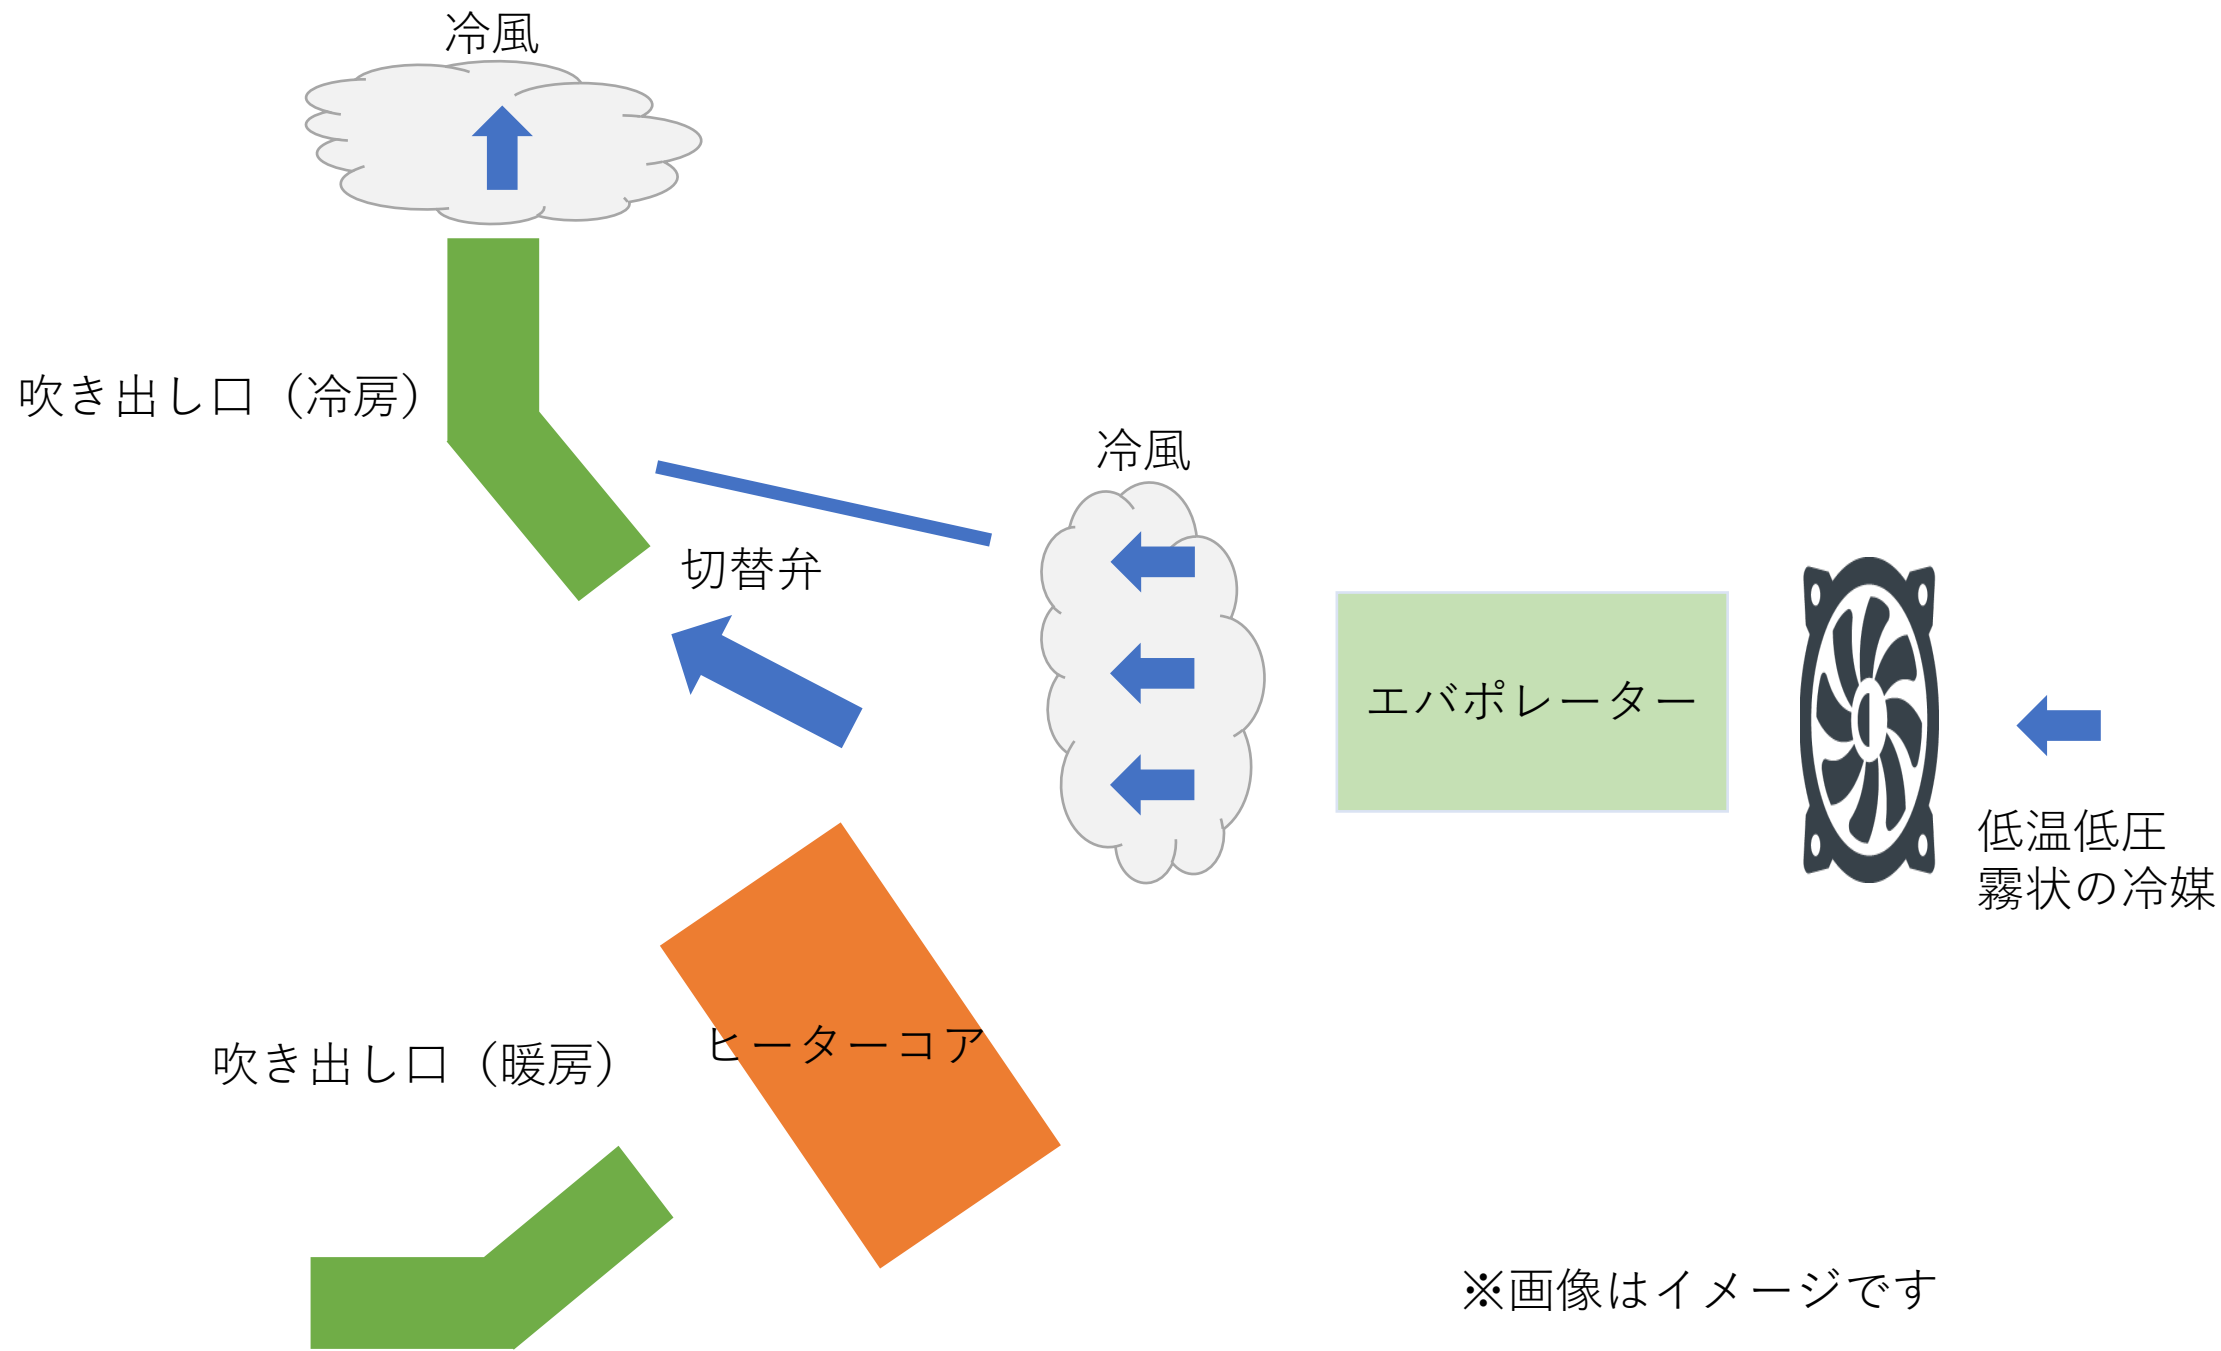 冷風
吹き出し口（冷房）
冷風
切替弁
エバポレーター
低温低圧
霧状の冷媒
ヒーターコア
吹き出し口（暖房）
※画像はイメージです